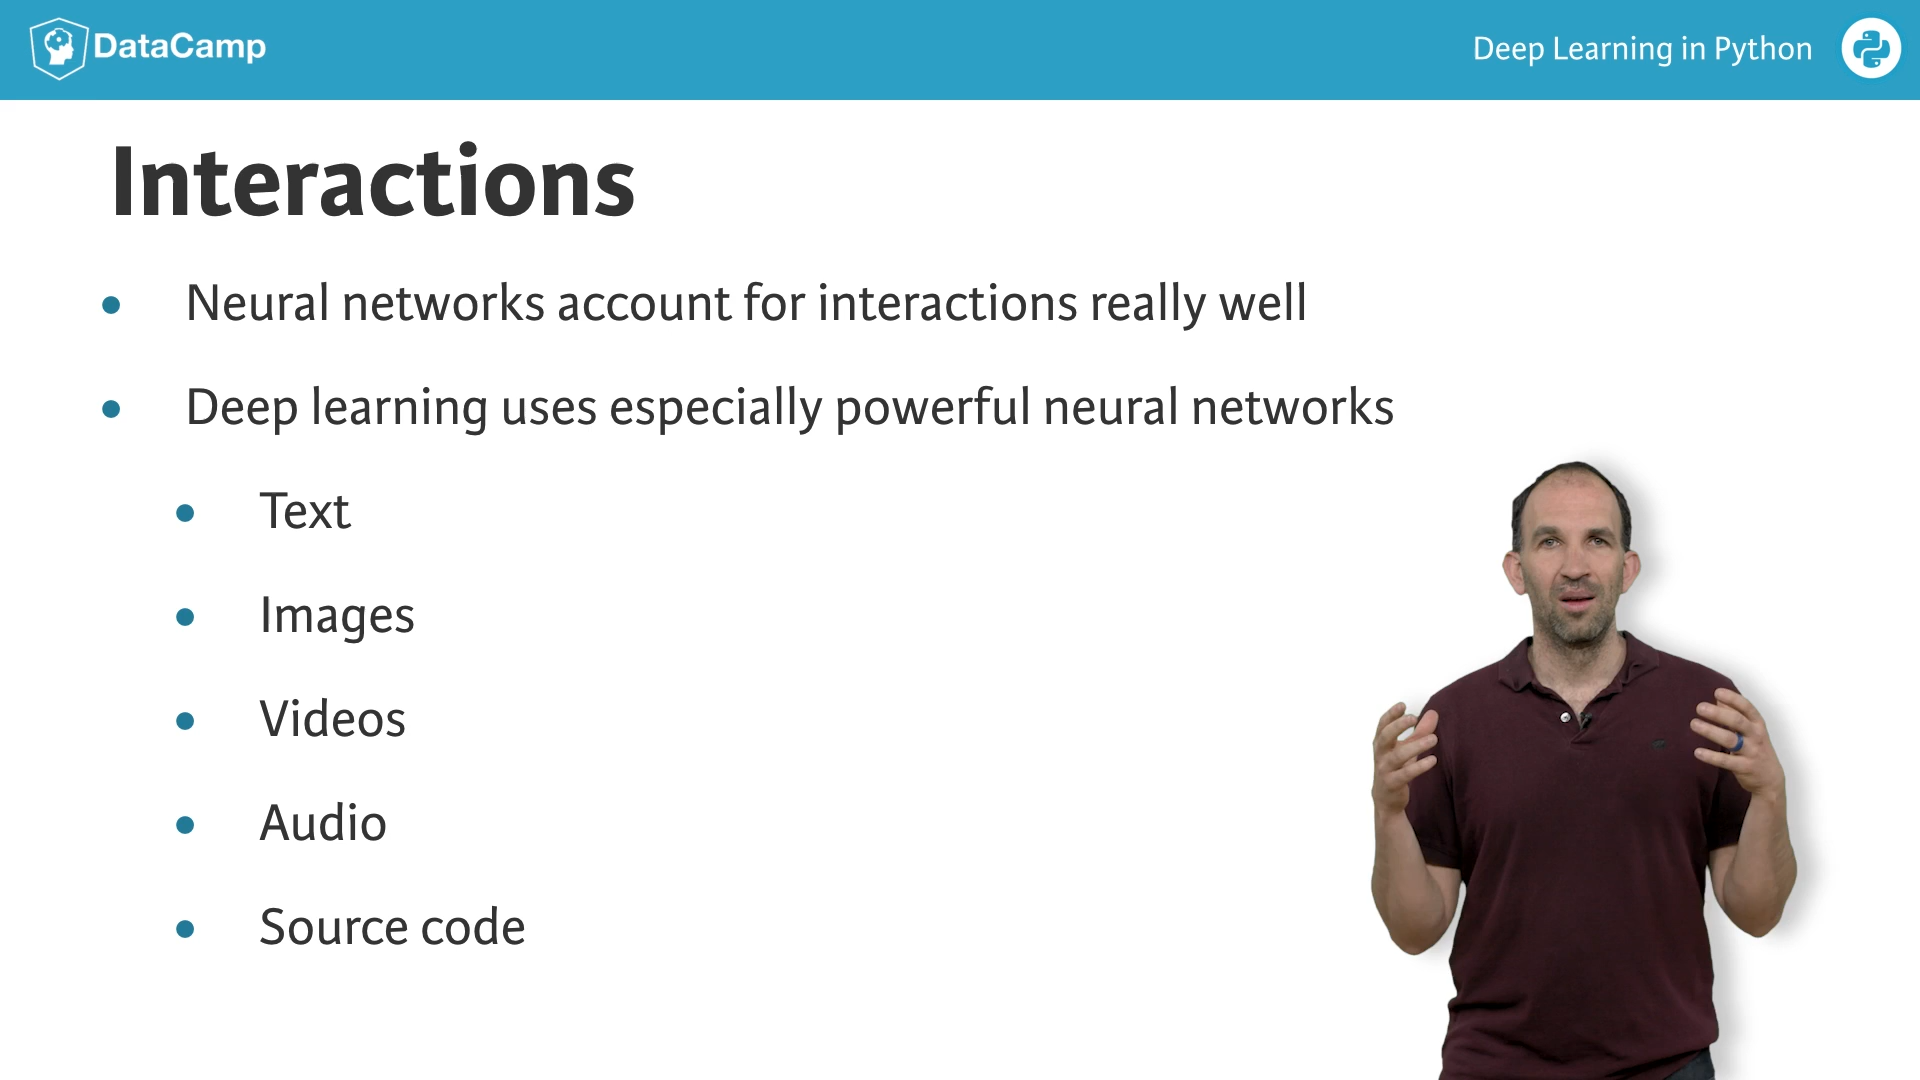 DataCamp
Deep Learning in Python
Interactions
Neural networks account for interactions really well
Deep learning uses especially powerful neural networks
Text
Images
Videos
Audio
Source code